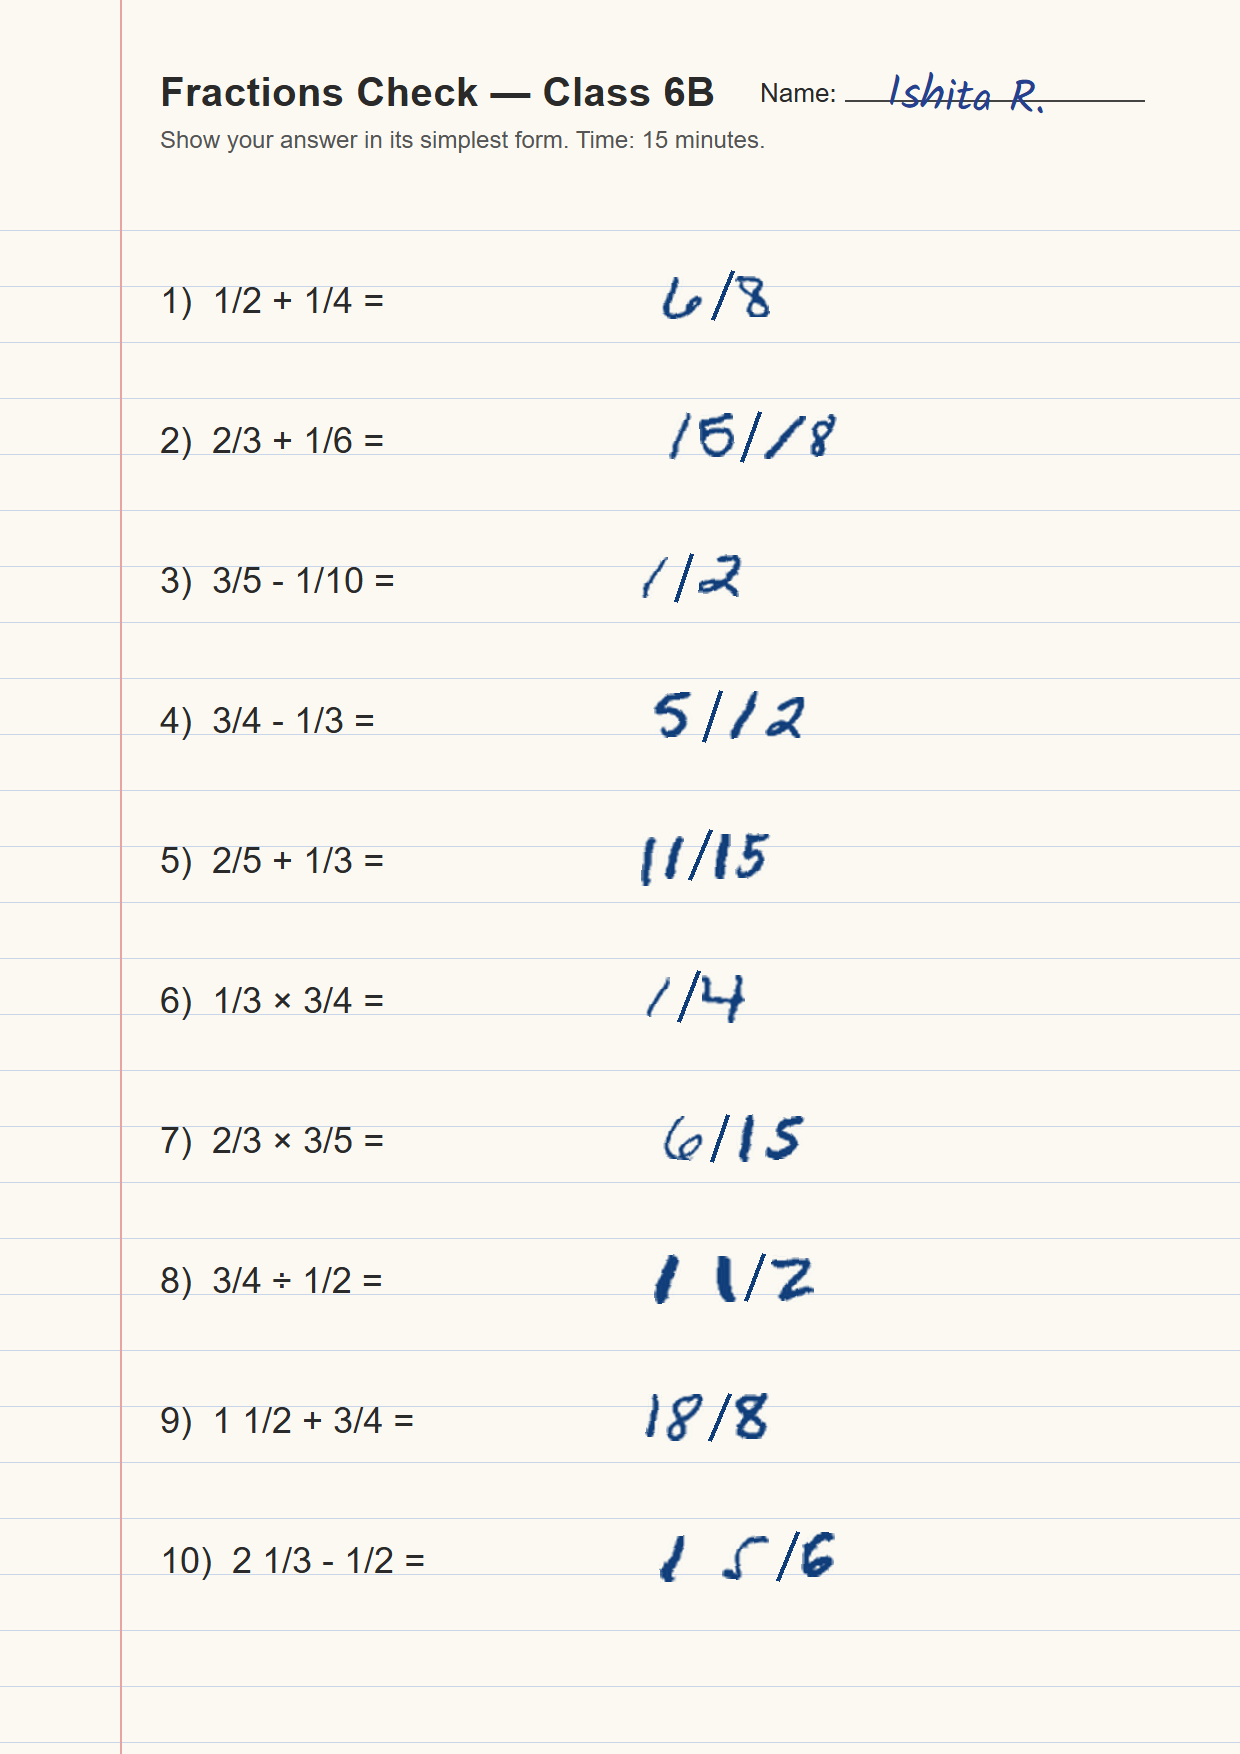 Fractions Check — Class 6B Name: Ishita R.
Show your answer in its simplest form. Time: 15 minutes.
1) 1/2 + 1/4 = 6/8
2) 2/3 + 1/6 = 15/18
3) 3/5 - 1/10 = 1/2
4) 3/4 - 1/3 = 5/12
5) 2/5 + 1/3 = 11/15
6) 1/3 × 3/4 = 1/4
7) 2/3 × 3/5 = 6/15
8) 3/4 ÷ 1/2 = 1 1/2
9) 1 1/2 + 3/4 = 18/8
10) 2 1/3 - 1/2 = 1 5/6